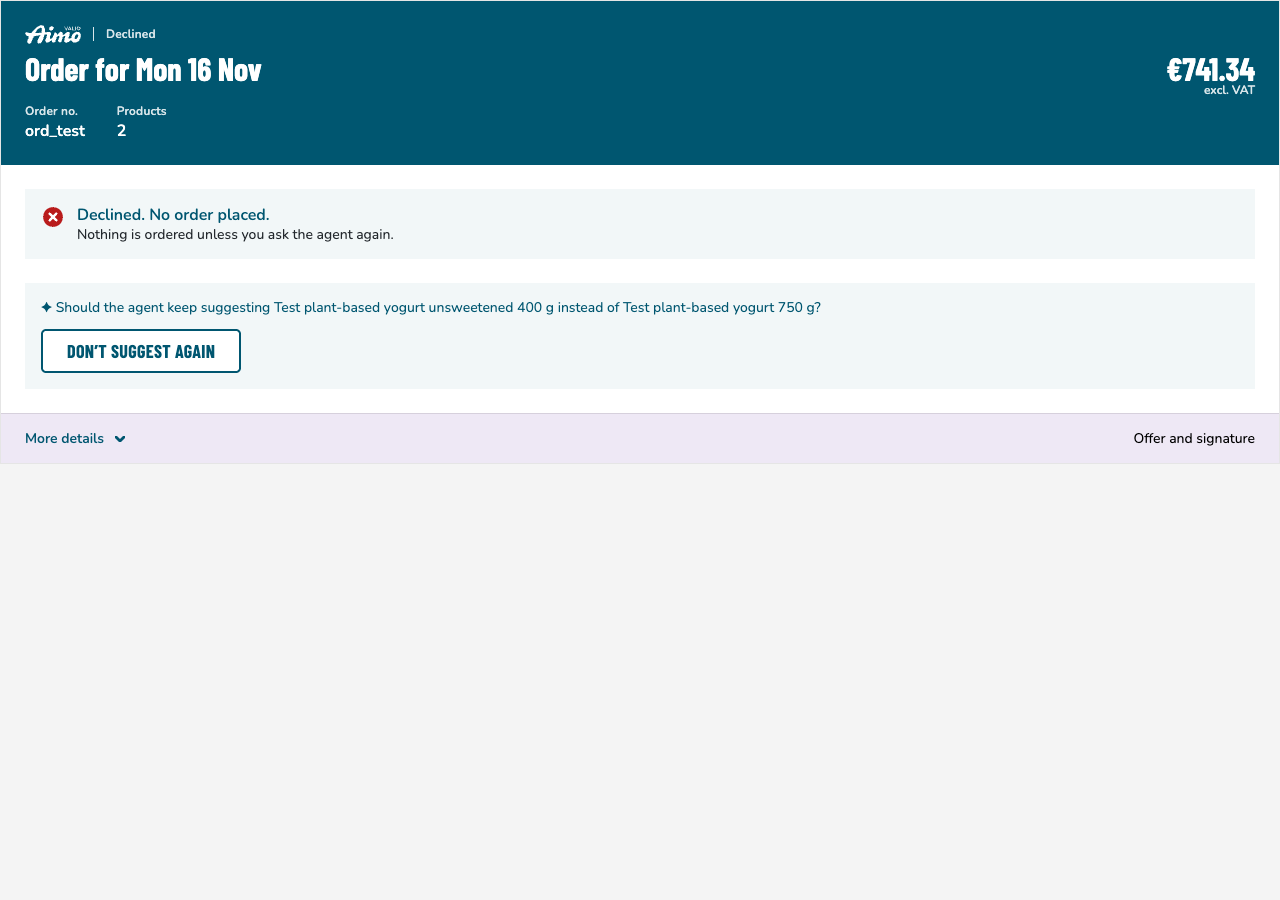 Aimo VALIO
Declined
Order for Mon 16 Nov
€741.34
excl. VAT
Order no.
ord_test
Products
2
Declined. No order placed.
Nothing is ordered unless you ask the agent again.
✦ Should the agent keep suggesting Test plant-based yogurt unsweetened 400 g instead of Test plant-based yogurt 750 g?
DON'T SUGGEST AGAIN
More details
Offer and signature